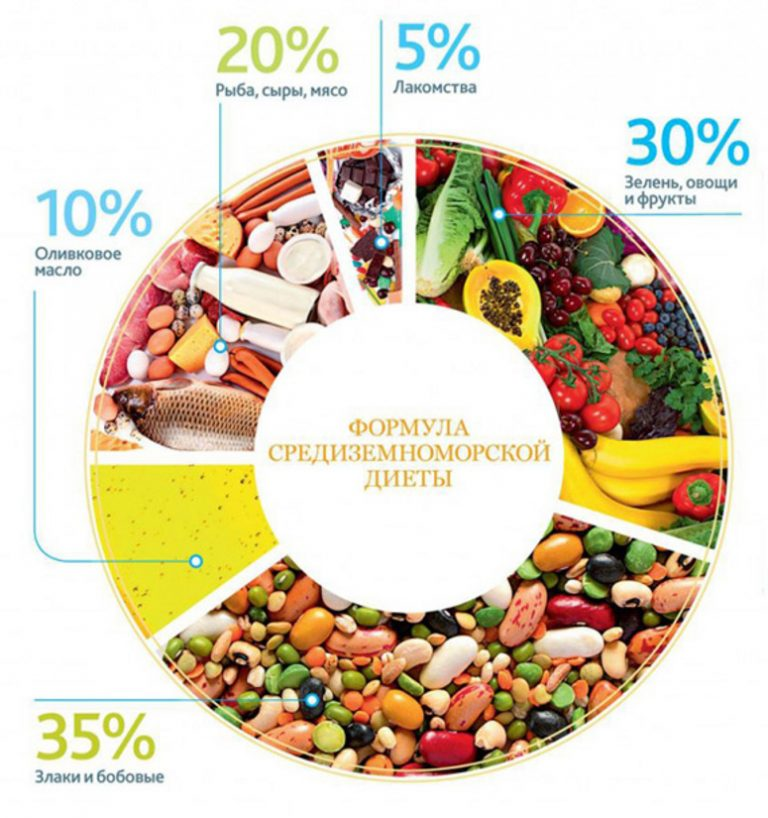 20%
Рыба, сыры, мясо
5%
Лакомства
30%
Зелень, овощи
и фрукты
10%
Оливковое
масло
ФОРМУЛА
СРЕДИЗЕМНОМОРСКОЙ
ДИЕТЫ
35%
Злаки и бобовые